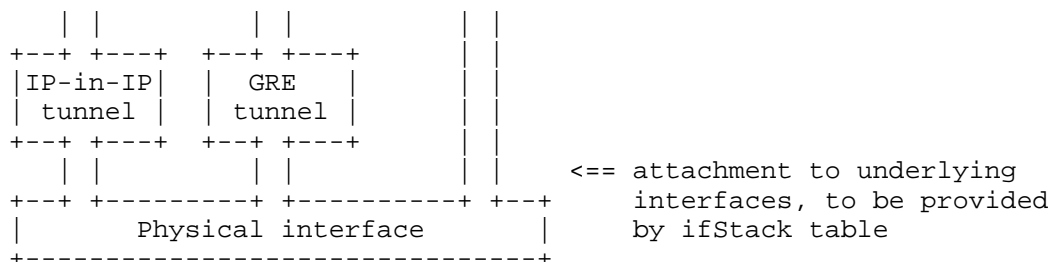 IP-in-IP GRE
tunnel tunnel
<== attachment to underlying
interfaces, to be provided
Physical interface by ifStack table